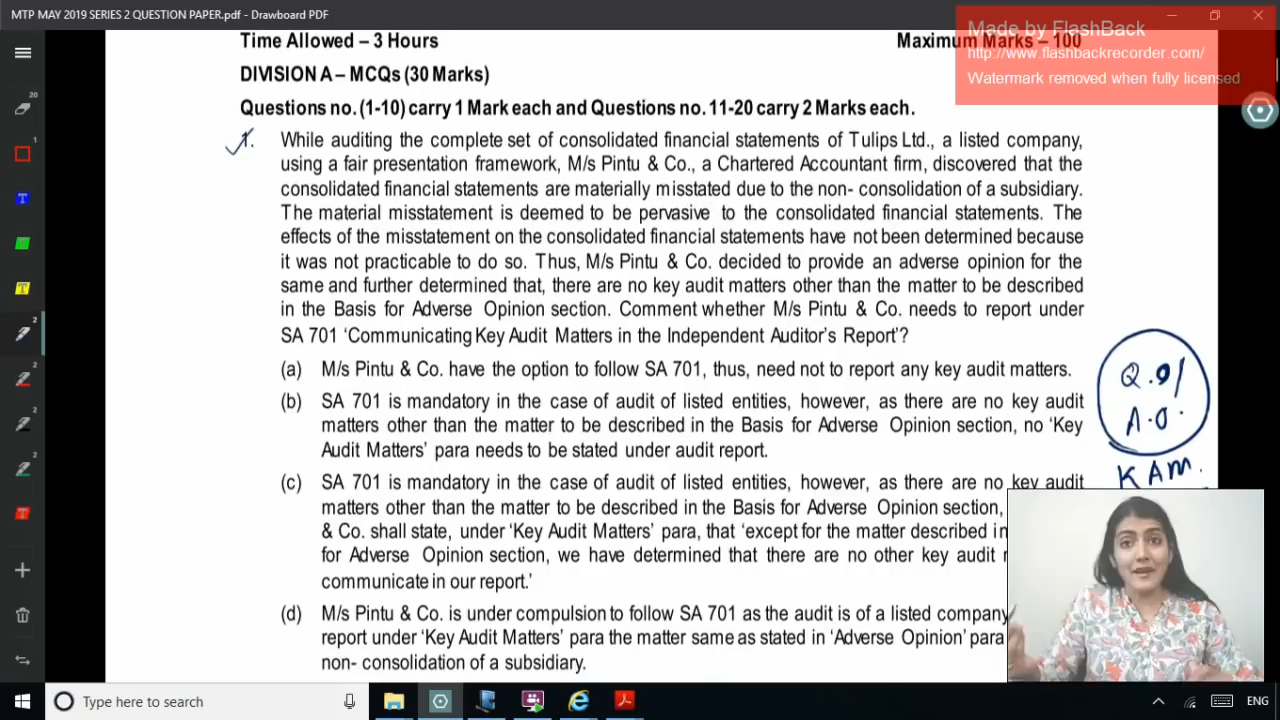 MTP MAY 2019 SERIES 2 QUESTION PAPER.pdf - Drawboard PDF
Made by FlashBack
http://www.flashbackrecorder.com/
Watermark removed when fully licensed
Time Allowed – 3 Hours Maximum Marks – 100
DIVISION A – MCQs (30 Marks)
Questions no. (1-10) carry 1 Mark each and Questions no. 11-20 carry 2 Marks each.
1. While auditing the complete set of consolidated financial statements of Tulips Ltd., a listed company,
using a fair presentation framework, M/s Pintu & Co., a Chartered Accountant firm, discovered that the
consolidated financial statements are materially misstated due to the non- consolidation of a subsidiary.
The material misstatement is deemed to be pervasive to the consolidated financial statements. The
effects of the misstatement on the consolidated financial statements have not been determined because
it was not practicable to do so. Thus, M/s Pintu & Co. decided to provide an adverse opinion for the
same and further determined that, there are no key audit matters other than the matter to be described
in the Basis for Adverse Opinion section. Comment whether M/s Pintu & Co. needs to report under
SA 701 ‘Communicating Key Audit Matters in the Independent Auditor’s Report’?
(a) M/s Pintu & Co. have the option to follow SA 701, thus, need not to report any key audit matters.
(b) SA 701 is mandatory in the case of audit of listed entities, however, as there are no key audit
matters other than the matter to be described in the Basis for Adverse Opinion section, no ‘Key
Audit Matters’ para needs to be stated under audit report.
(c) SA 701 is mandatory in the case of audit of listed entities, however, as there are no key audit
matters other than the matter to be described in the Basis for Adverse Opinion section,
& Co. shall state, under ‘Key Audit Matters’ para, that ‘except for the matter described in
for Adverse Opinion section, we have determined that there are no other key audit
communicate in our report.’
(d) M/s Pintu & Co. is under compulsion to follow SA 701 as the audit is of a listed company
report under ‘Key Audit Matters’ para the matter same as stated in ‘Adverse Opinion’ para
non- consolidation of a subsidiary.
Q.O/
A.O.
KAM.
20
1
2
2
2
2
Type here to search
ENG